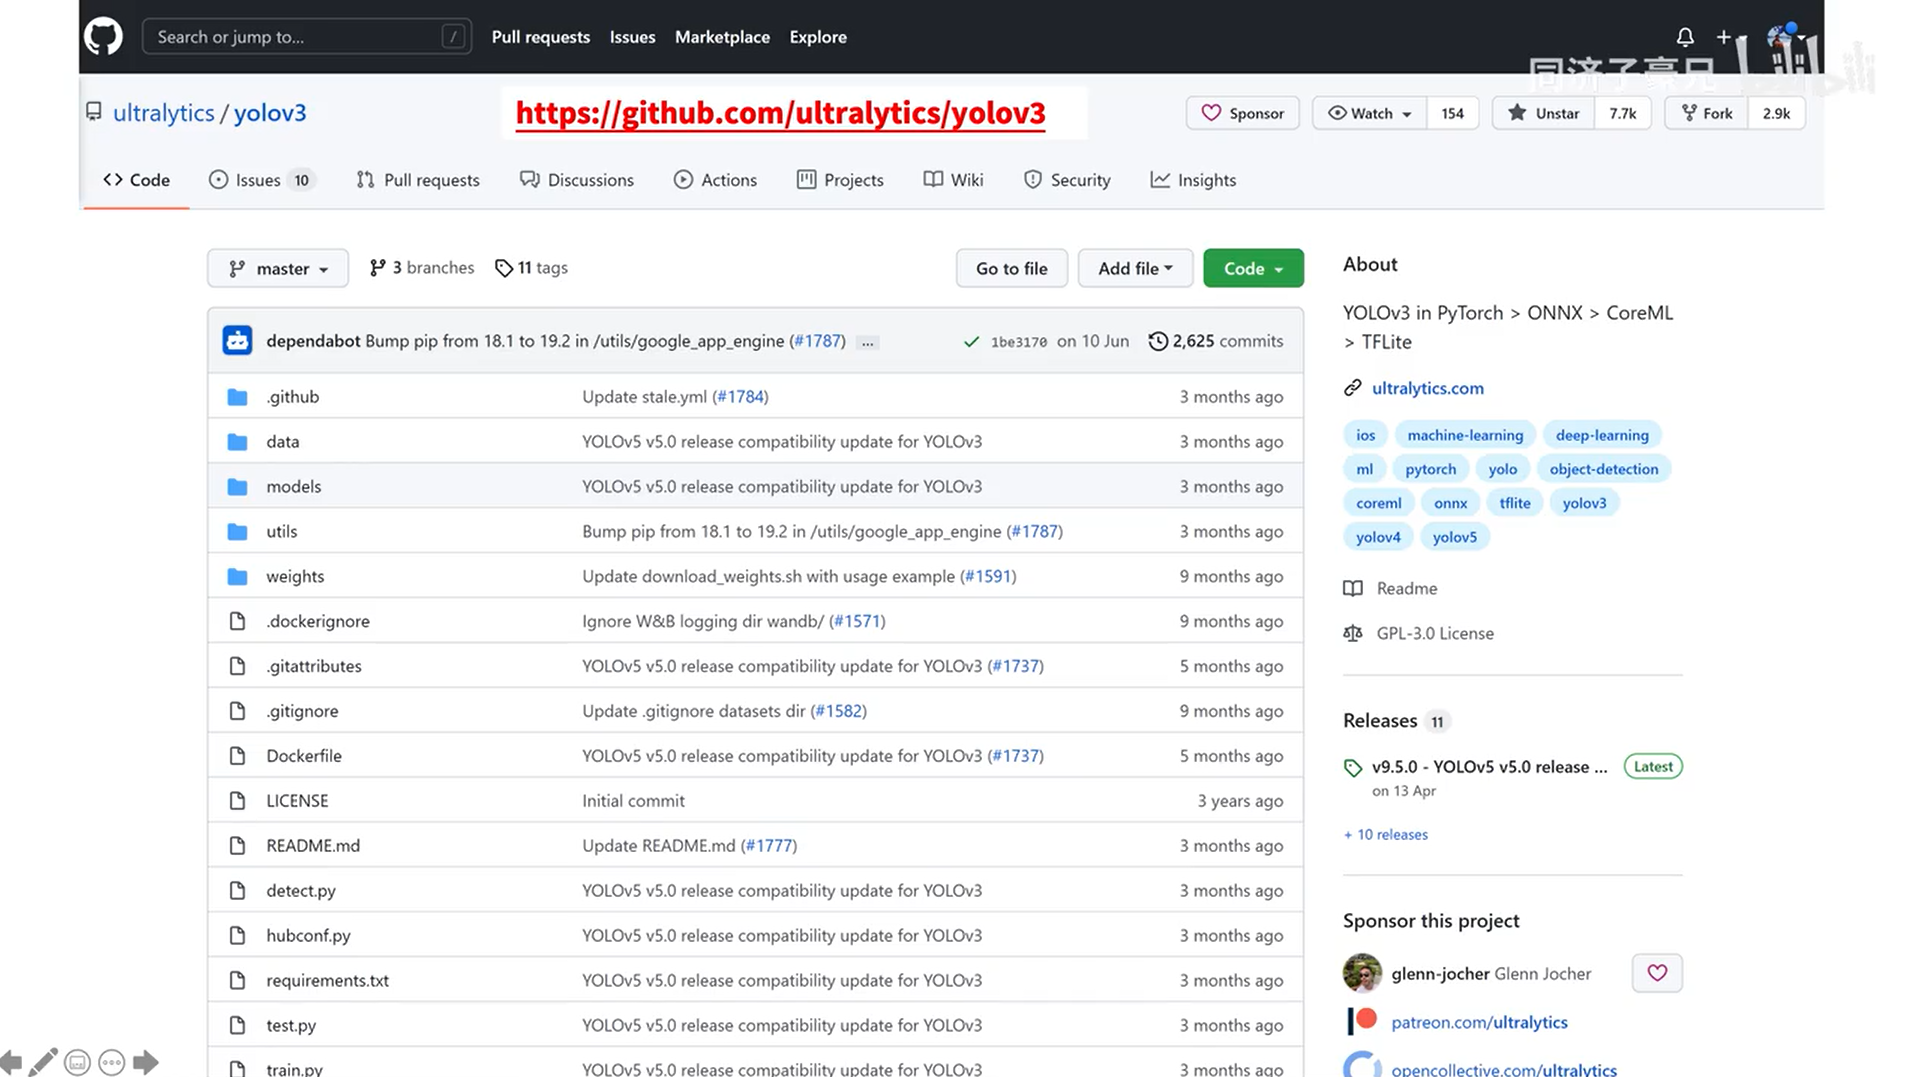 Search or jump to... / Pull requests Issues Marketplace Explore
同济子豪兄 bilibili
ultralytics / yolov3 https://github.com/ultralytics/yolov3 Sponsor Watch 154 Unstar 7.7k Fork 2.9k
Code Issues 10 Pull requests Discussions Actions Projects Wiki Security Insights
master 3 branches 11 tags Go to file Add file Code
dependabot Bump pip from 18.1 to 19.2 in /utils/google_app_engine (#1787) ... 1be3170 on 10 Jun 2,625 commits
.github Update stale.yml (#1784) 3 months ago
data YOLOv5 v5.0 release compatibility update for YOLOv3 3 months ago
models YOLOv5 v5.0 release compatibility update for YOLOv3 3 months ago
utils Bump pip from 18.1 to 19.2 in /utils/google_app_engine (#1787) 3 months ago
weights Update download_weights.sh with usage example (#1591) 9 months ago
.dockerignore Ignore W&B logging dir wandb/ (#1571) 9 months ago
.gitattributes YOLOv5 v5.0 release compatibility update for YOLOv3 (#1737) 5 months ago
.gitignore Update .gitignore datasets dir (#1582) 9 months ago
Dockerfile YOLOv5 v5.0 release compatibility update for YOLOv3 (#1737) 5 months ago
LICENSE Initial commit 3 years ago
README.md Update README.md (#1777) 3 months ago
detect.py YOLOv5 v5.0 release compatibility update for YOLOv3 3 months ago
hubconf.py YOLOv5 v5.0 release compatibility update for YOLOv3 3 months ago
requirements.txt YOLOv5 v5.0 release compatibility update for YOLOv3 3 months ago
test.py YOLOv5 v5.0 release compatibility update for YOLOv3 3 months ago
train.py YOLOv5 v5.0 release compatibility update for YOLOv3 3 months ago
About
YOLOv3 in PyTorch > ONNX > CoreML
> TFLite
ultralytics.com
ios machine-learning deep-learning
ml pytorch yolo object-detection
coreml onnx tflite yolov3
yolov4 yolov5
Readme
GPL-3.0 License
Releases 11
v9.5.0 - YOLOv5 v5.0 release ... Latest
on 13 Apr
+ 10 releases
Sponsor this project
glenn-jocher Glenn Jocher
patreon.com/ultralytics
opencollective.com/ultralytics